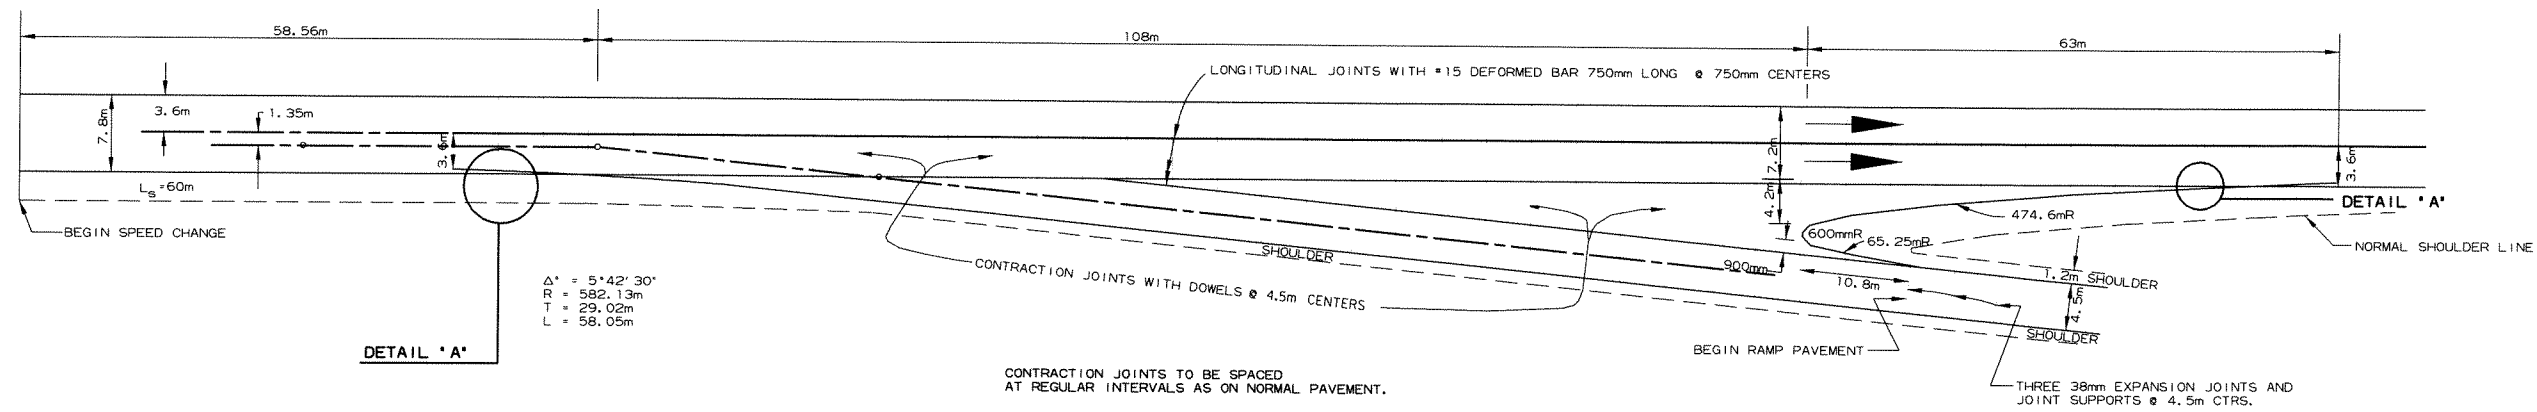 58.56m
108m
63m
LONGITUDINAL JOINTS WITH #15 DEFORMED BAR 750mm LONG @ 750mm CENTERS
3.6m
1.35m
7.8m
3.6m
7.2m
3.6m
Ls=60m
4.2m
474.6mR
DETAIL "A"
BEGIN SPEED CHANGE
600mmR
65.25mR
NORMAL SHOULDER LINE
SHOULDER
CONTRACTION JOINTS WITH DOWELS @ 4.5m CENTERS
900mm
1.2m SHOULDER
10.8m
Δ° = 5°42'30"
R = 582.13m
T = 29.02m
L = 58.05m
4.5m
SHOULDER
DETAIL "A"
BEGIN RAMP PAVEMENT
CONTRACTION JOINTS TO BE SPACED
AT REGULAR INTERVALS AS ON NORMAL PAVEMENT.
THREE 38mm EXPANSION JOINTS AND
JOINT SUPPORTS @ 4.5m CTRS.